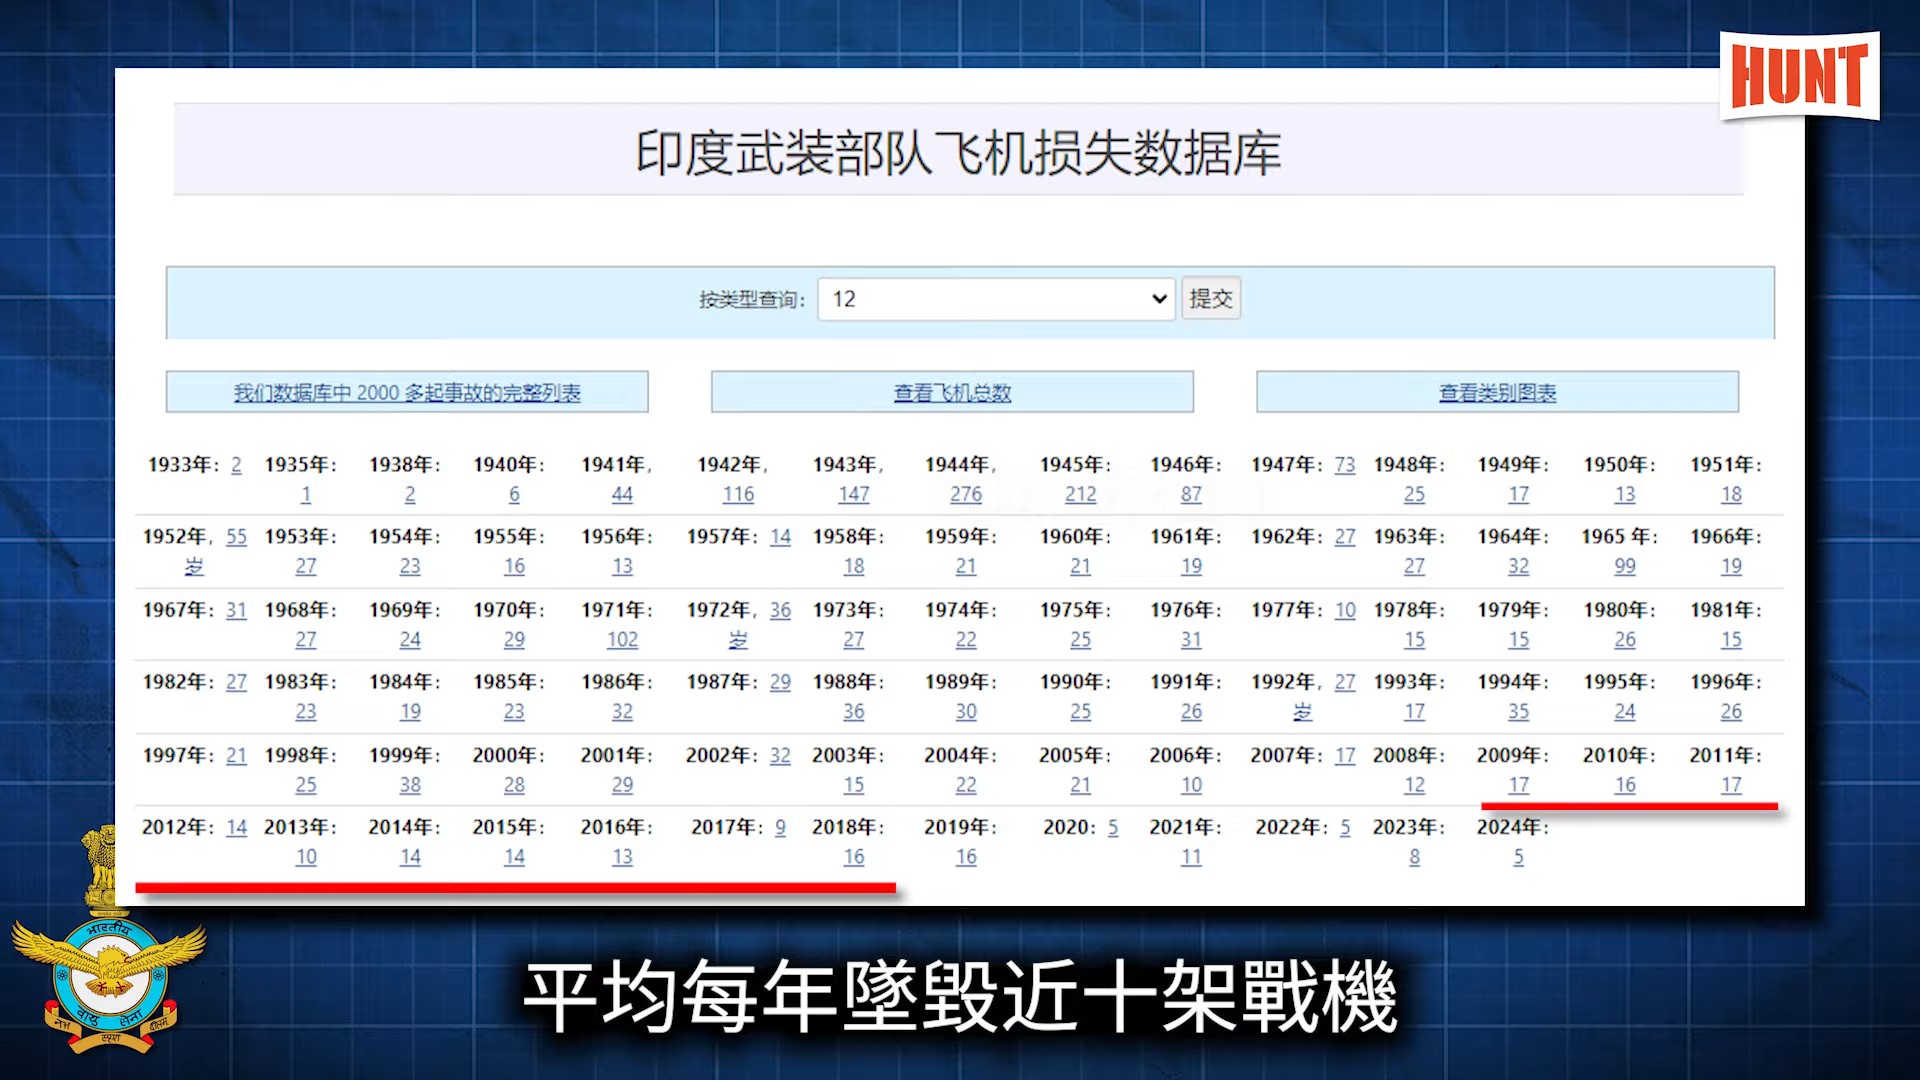 HUNT
印度武装部队飞机损失数据库
按类型查询： 12 提交
我们数据库中 2000 多起事故的完整列表 查看飞机总数 查看类别图表
1933年：2 1935年：1 1938年：2 1940年：6 1941年，44 1942年，116 1943年，147 1944年，276 1945年：212 1946年：87 1947年：73 1948年：25 1949年：17 1950年：13 1951年：18
1952年，55岁 1953年：27 1954年：23 1955年：16 1956年：13 1957年：14 1958年：18 1959年：21 1960年：21 1961年：19 1962年：27 1963年：27 1964年：32 1965 年：99 1966年：19
1967年：31 1968年：27 1969年：24 1970年：29 1971年：102 1972年，36岁 1973年：27 1974年：22 1975年：25 1976年：31 1977年：10 1978年：15 1979年：15 1980年：26 1981年：15
1982年：27 1983年：23 1984年：19 1985年：23 1986年：32 1987年：29 1988年：36 1989年：30 1990年：25 1991年：26 1992年，27岁 1993年：17 1994年：35 1995年：24 1996年：26
1997年：21 1998年：25 1999年：38 2000年：28 2001年：29 2002年：32 2003年：15 2004年：22 2005年：21 2006年：10 2007年：17 2008年：12 2009年：17 2010年：16 2011年：17
2012年：14 2013年：10 2014年：14 2015年：14 2016年：13 2017年：9 2018年：16 2019年：16 2020：5 2021年：11 2022年：5 2023年：8 2024年：5
भारतीय
वायु सेना
平均每年墜毀近十架戰機